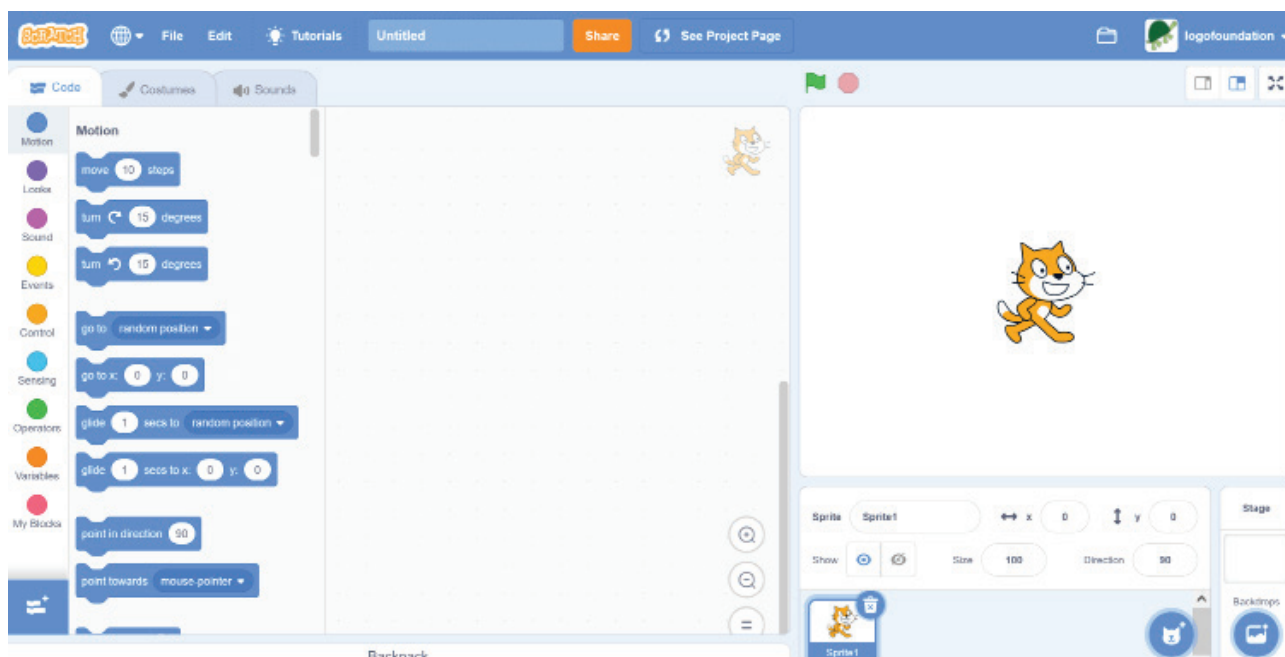 SCRATCH File Edit Tutorials Untitled Share See Project Page logofoundation
Code Costumes Sounds
Motion
Looks
Sound
Events
Control
Sensing
Operators
Variables
My Blocks
Motion
move 10 steps
turn 15 degrees
turn 15 degrees
go to random position
go to x: 0 y: 0
glide 1 secs to random position
glide 1 secs to x: 0 y: 0
point in direction 90
point towards mouse-pointer
Backpack
Sprite Sprite1 x 0 y 0
Show Size 100 Direction 90
Sprite1
Stage
Backdrops